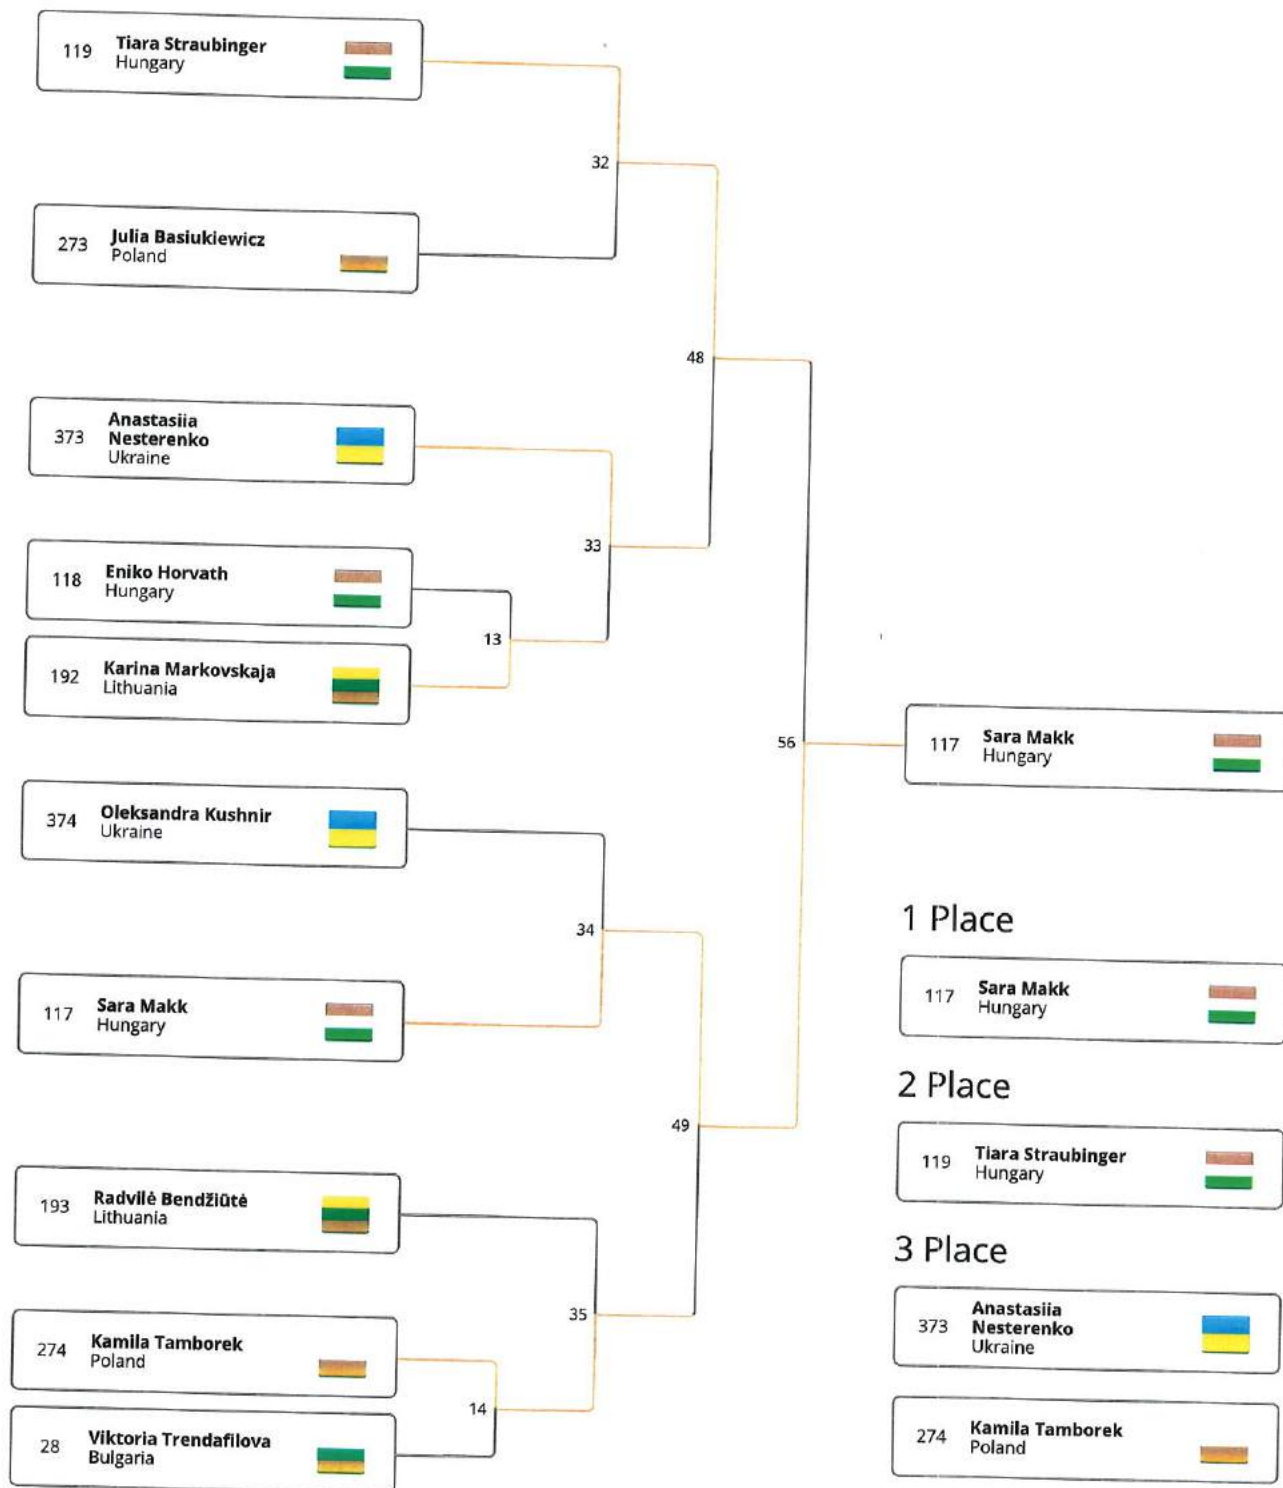 119 Tiara Straubinger
Hungary
32
273 Julia Basiukiewicz
Poland
48
373 Anastasiia
Nesterenko
Ukraine
33
118 Eniko Horvath
Hungary
13
192 Karina Markovskaja
Lithuania
56
117 Sara Makk
Hungary
374 Oleksandra Kushnir
Ukraine
34
117 Sara Makk
Hungary
49
193 Radvilė Bendžiūtė
Lithuania
35
274 Kamila Tamborek
Poland
14
28 Viktoria Trendafilova
Bulgaria
1 Place
117 Sara Makk
Hungary
2 Place
119 Tiara Straubinger
Hungary
3 Place
373 Anastasiia
Nesterenko
Ukraine
274 Kamila Tamborek
Poland